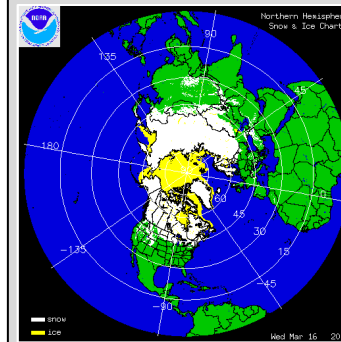 NOAA
Northern Hemispher
Snow & Ice Chart
90
135
45
180
60
45
30
15
-135
-45
-90
snow
ice
Wed Mar 16 20